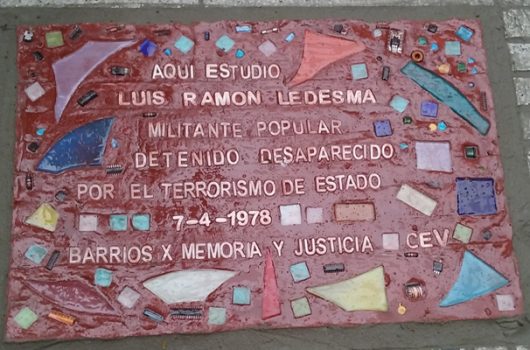 AQUI ESTUDIO
LUIS RAMON LEDESMA
MILITANTE POPULAR
DETENIDO DESAPARECIDO
POR EL TERRORISMO DE ESTADO
7-4-1978
BARRIOS X MEMORIA Y JUSTICIA CEV